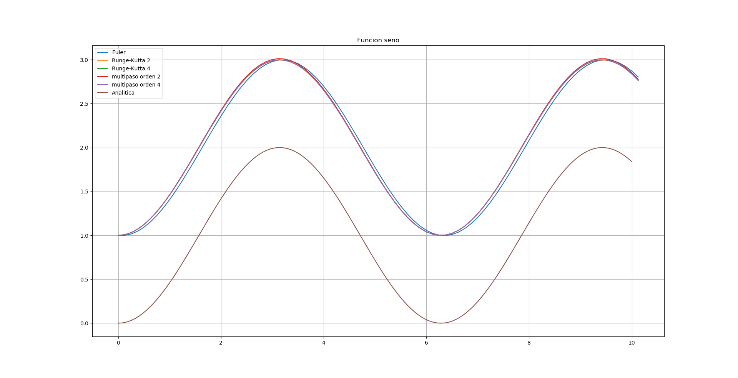 Funcion seno
Euler
Runge-Kutta 2
Runge-Kutta 4
multipaso orden 2
multipaso orden 4
Analitica
3.0
2.5
2.0
1.5
1.0
0.5
0.0
0
2
4
6
8
10